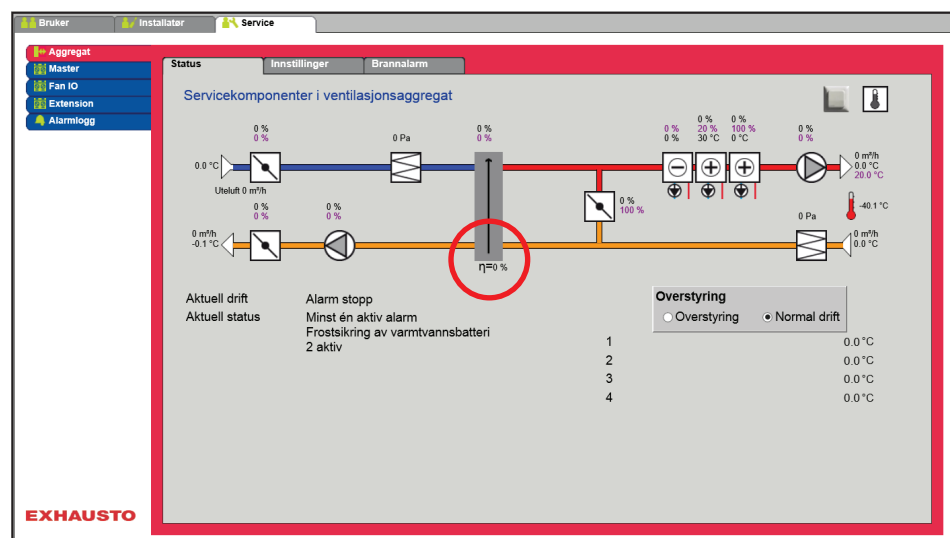 Bruker
Installatør
Service
Aggregat
Master
Fan IO
Extension
Alarmlogg
Status
Innstillinger
Brannalarm
Servicekomponenter i ventilasjonsaggregat
0 %
0 %
0 Pa
0 %
0 %
0 %
0 %
0 %
20 %
30 °C
0 %
100 %
0 °C
0 %
0 %
0.0 °C
0 m³/h
0.0 °C
20.0 °C
Uteluft 0 m³/h
0 %
0 %
0 %
0 %
0 %
100 %
-40.1 °C
0 Pa
0 m³/h
-0.1 °C
0 m³/h
0.0 °C
η=0 %
Aktuell drift Alarm stopp
Aktuell status Minst én aktiv alarm
Frostsikring av varmtvannsbatteri
2 aktiv
Overstyring
Overstyring Normal drift
1 0.0 °C
2 0.0 °C
3 0.0 °C
4 0.0 °C
EXHAUSTO